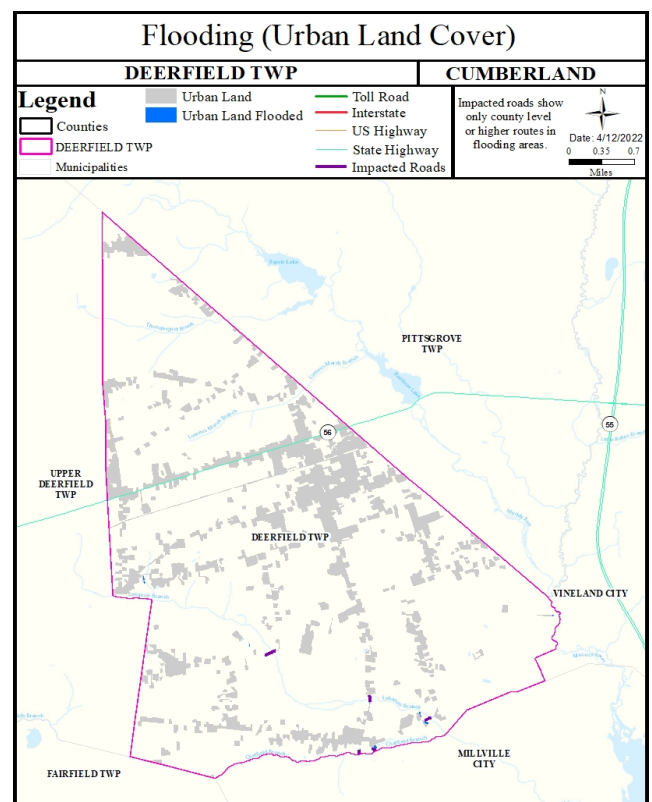 Flooding (Urban Land Cover)
DEERFIELD TWP
CUMBERLAND
Legend
Counties
DEERFIELD TWP
Municipalities
Urban Land
Urban Land Flooded
Toll Road
Interstate
US Highway
State Highway
Impacted Roads
Impacted roads show
only county level
or higher routes in
flooding areas.
N
Date: 4/12/2022
0 0.35 0.7
Miles
PITTSGROVE
TWP
56
55
UPPER
DEERFIELD
TWP
DEERFIELD TWP
VINELAND CITY
MILLVILLE
CITY
FAIRFIELD TWP